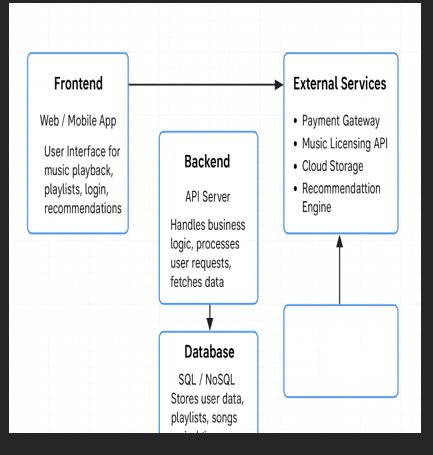 Frontend
Web / Mobile App
User Interface for
music playback,
playlists, login,
recommendations
Backend
API Server
Handles business
logic, processes
user requests,
fetches data
Database
SQL / NoSQL
Stores user data,
playlists, songs
External Services
• Payment Gateway
• Music Licensing API
• Cloud Storage
• Recommendattion
Engine